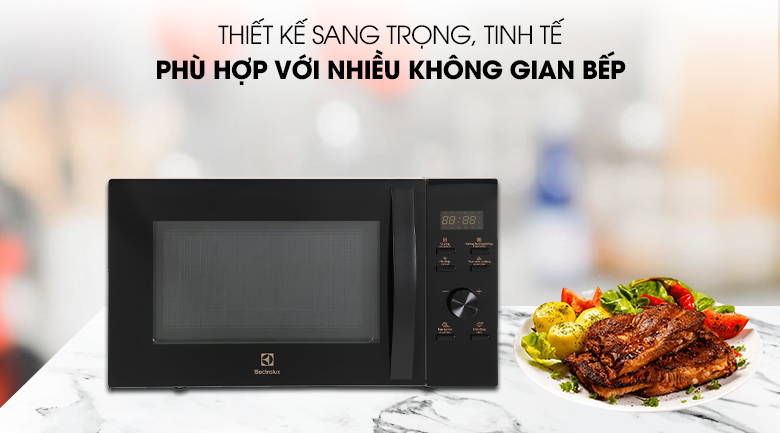 THIẾT KẾ SANG TRỌNG, TINH TẾ
PHÙ HỢP VỚI NHIỀU KHÔNG GIAN BẾP
88:88
Electrolux